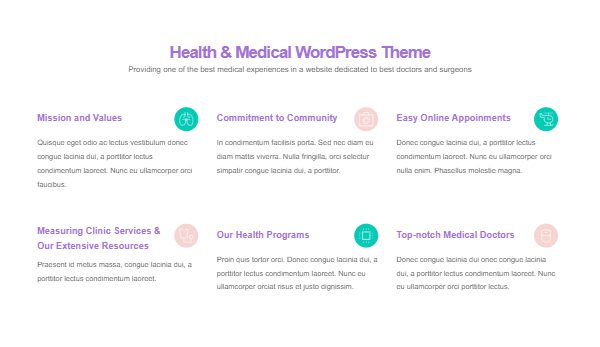 Health & Medical WordPress Theme
Providing one of the best medical experiences in a website dedicated to best doctors and surgeons
Mission and Values
Quisque eget odio ac lectus vestibulum donec
congue lacinia dui, a porttitor lectus
condimentum laoreet. Nunc eu ullamcorper orci
faucibus.
Commitment to Community
In condimentum facilisis porta. Sed nec diam eu
diam mattis viverra. Nulla fringilla, orci selectur
simpatir congue lacinia dui, a porttitor.
Easy Online Appoinments
Donec congue lacinia dui, a porttitor lectus
condimentum laoreet. Nunc eu ullamcorper orci
nulla enim. Phasellus molestie magna.
Measuring Clinic Services &
Our Extensive Resources
Praesent id metus massa, congue lacinia dui, a
porttitor lectus condimentum laoreet.
Our Health Programs
Proin quis tortor orci. Donec congue lacinia dui, a
porttitor lectus condimentum laoreet. Nunc eu
ullamcorper orciat risus et justo dignissim.
Top-notch Medical Doctors
Donec congue lacinia dui onec congue lacinia
dui, a porttitor lectus condimentum laoreet. Nunc
eu ullamcorper orci porttitor lectus.